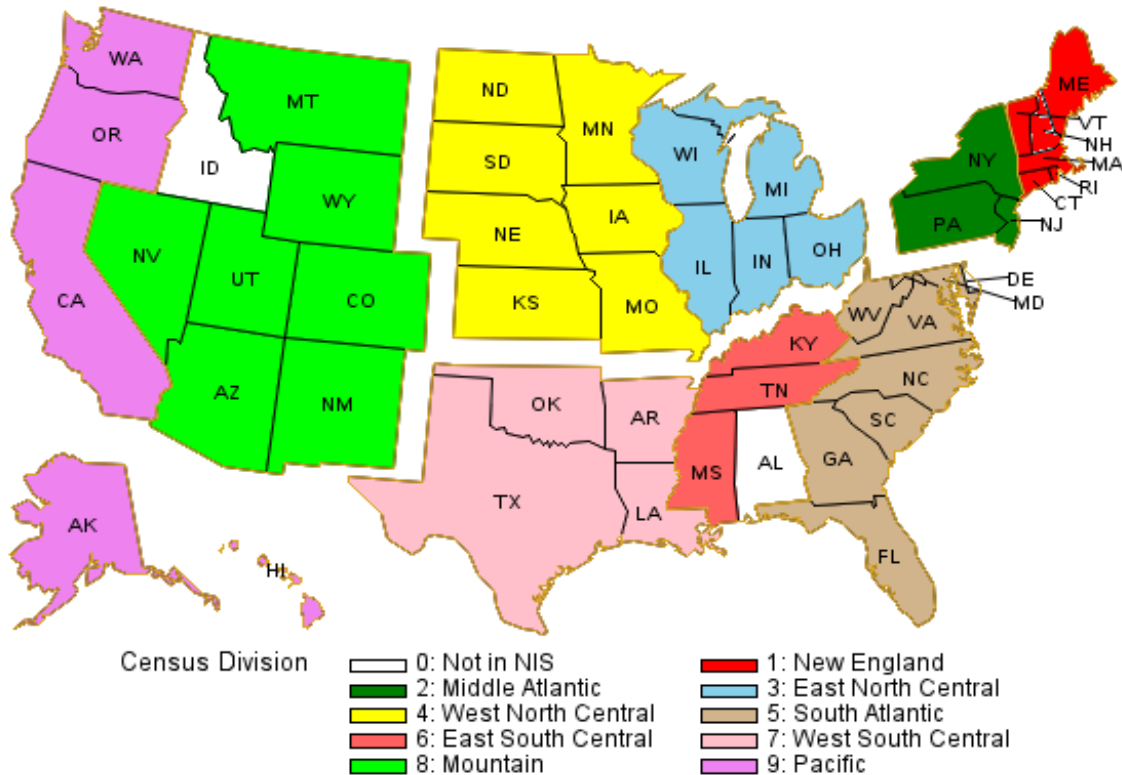 WA
MT
ND
MN
ME
VT
NH
MA
RI
CT
NJ
OR
ID
SD
WI
MI
NY
PA
WY
IA
NE
NV
UT
CO
IL
IN
OH
DE
MD
CA
KS
MO
WV
VA
KY
AZ
NM
OK
AR
TN
NC
SC
TX
LA
MS
AL
GA
FL
AK
HI
Census Division
0: Not in NIS
1: New England
2: Middle Atlantic
3: East North Central
4: West North Central
5: South Atlantic
6: East South Central
7: West South Central
8: Mountain
9: Pacific